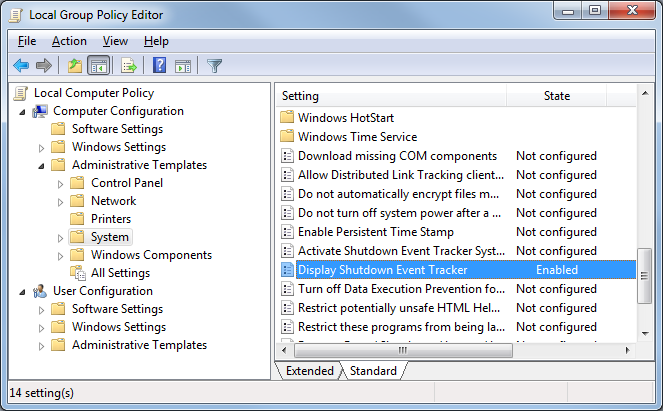 Local Group Policy Editor
File Action View Help
Local Computer Policy
Computer Configuration
Software Settings
Windows Settings
Administrative Templates
Control Panel
Network
Printers
System
Windows Components
All Settings
User Configuration
Software Settings
Windows Settings
Administrative Templates
Setting State
Windows HotStart
Windows Time Service
Download missing COM components Not configured
Allow Distributed Link Tracking client... Not configured
Do not automatically encrypt files m... Not configured
Do not turn off system power after a ... Not configured
Enable Persistent Time Stamp Not configured
Activate Shutdown Event Tracker Syst... Not configured
Display Shutdown Event Tracker Enabled
Turn off Data Execution Prevention fo... Not configured
Restrict potentially unsafe HTML Hel... Not configured
Restrict these programs from being la... Not configured
Extended Standard
14 setting(s)